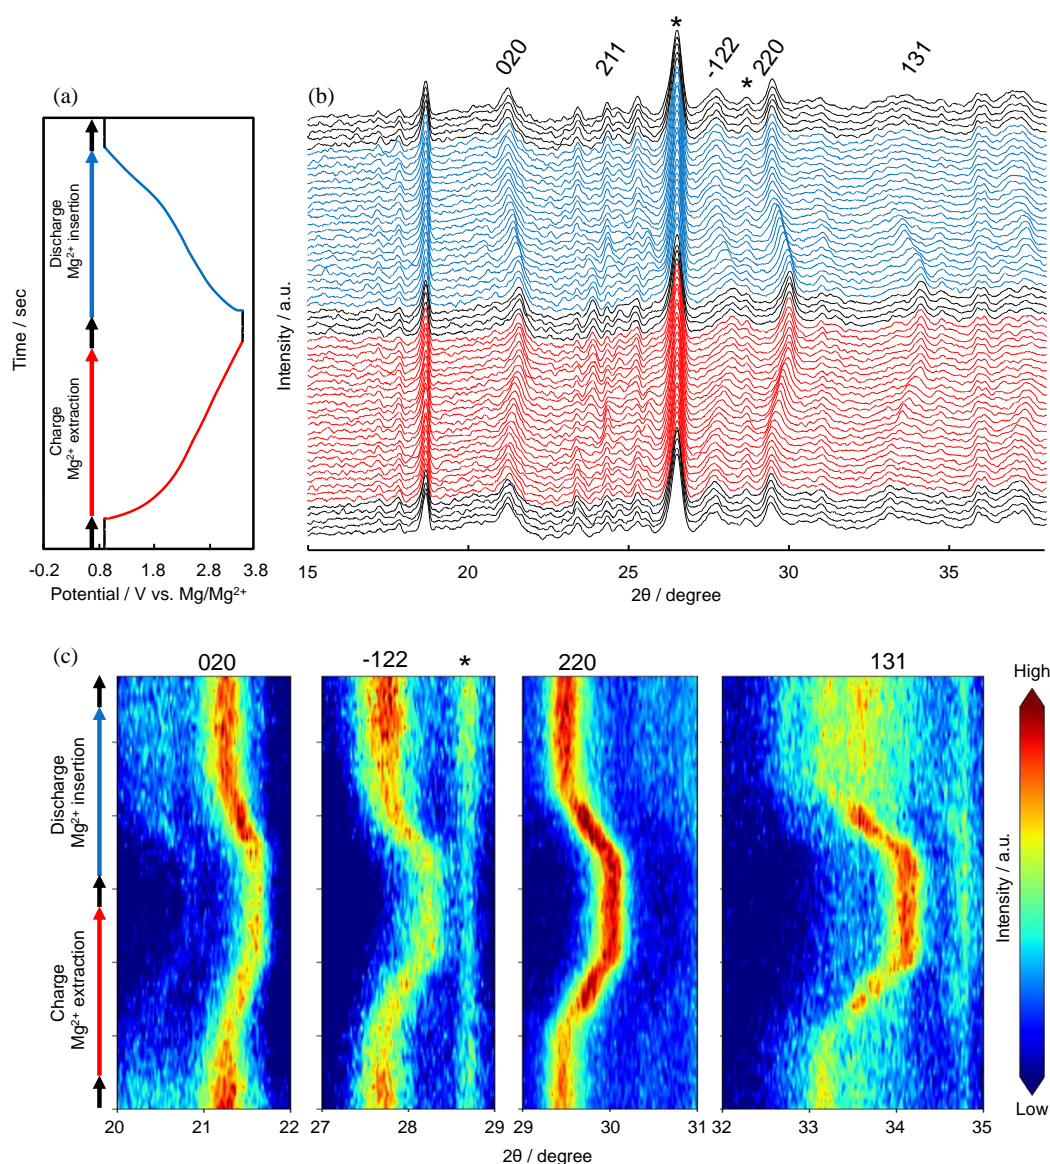 (a)
Time / sec
Discharge
Mg²⁺ insertion
Charge
Mg²⁺ extraction
-0.2 0.8 1.8 2.8 3.8
Potential / V vs. Mg/Mg²⁺
(b)
020 211 * -122 * 220 131
Intensity / a.u.
15 20 25 30 35
2θ / degree
(c)
020 -122 * 220 131
Discharge
Mg²⁺ insertion
Charge
Mg²⁺ extraction
20 21 22 27 28 29 29 30 31 32 33 34 35
2θ / degree
High
Intensity / a.u.
Low